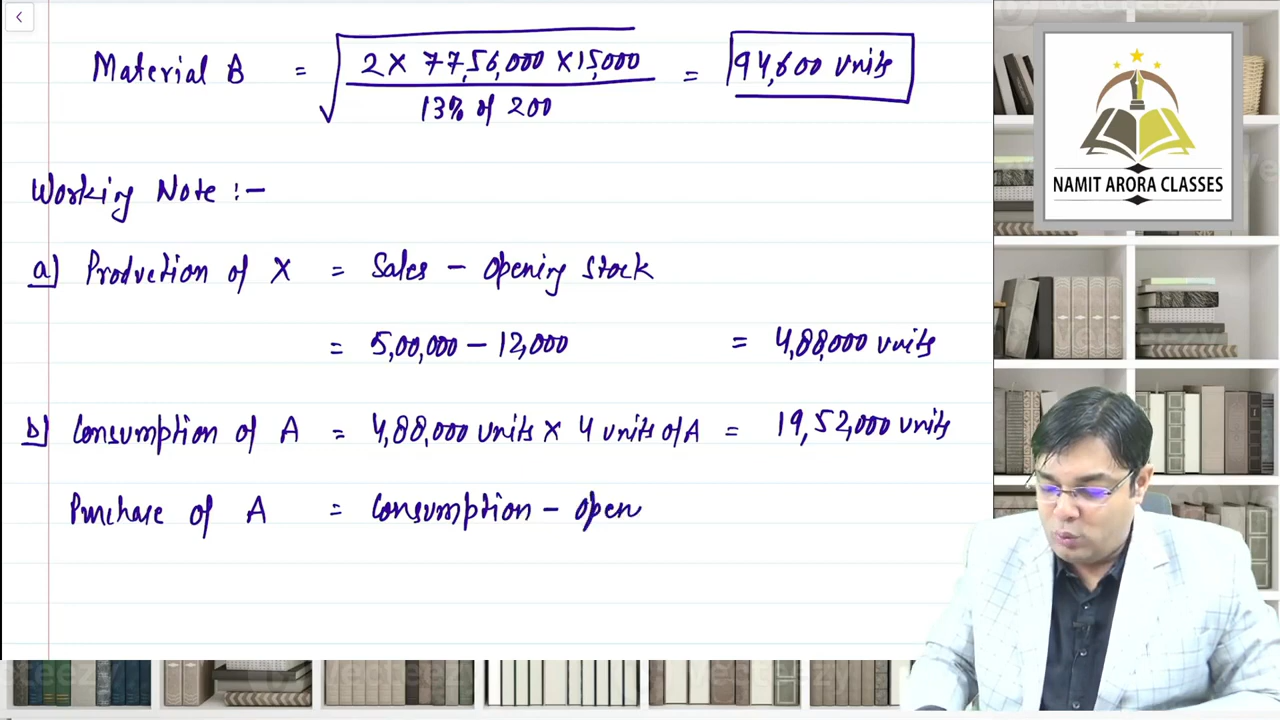 Material B = √ 2 × 77,56,000 × 15,000 / 13% of 200 = 94,600 units
Working Note :-
a) Production of X = Sales - Opening stock
= 5,00,000 - 12,000 = 4,88,000 units
b) Consumption of A = 4,88,000 units × 4 units of A = 19,52,000 units
Purchase of A = Consumption - open
NAMIT ARORA CLASSES
vecteezy